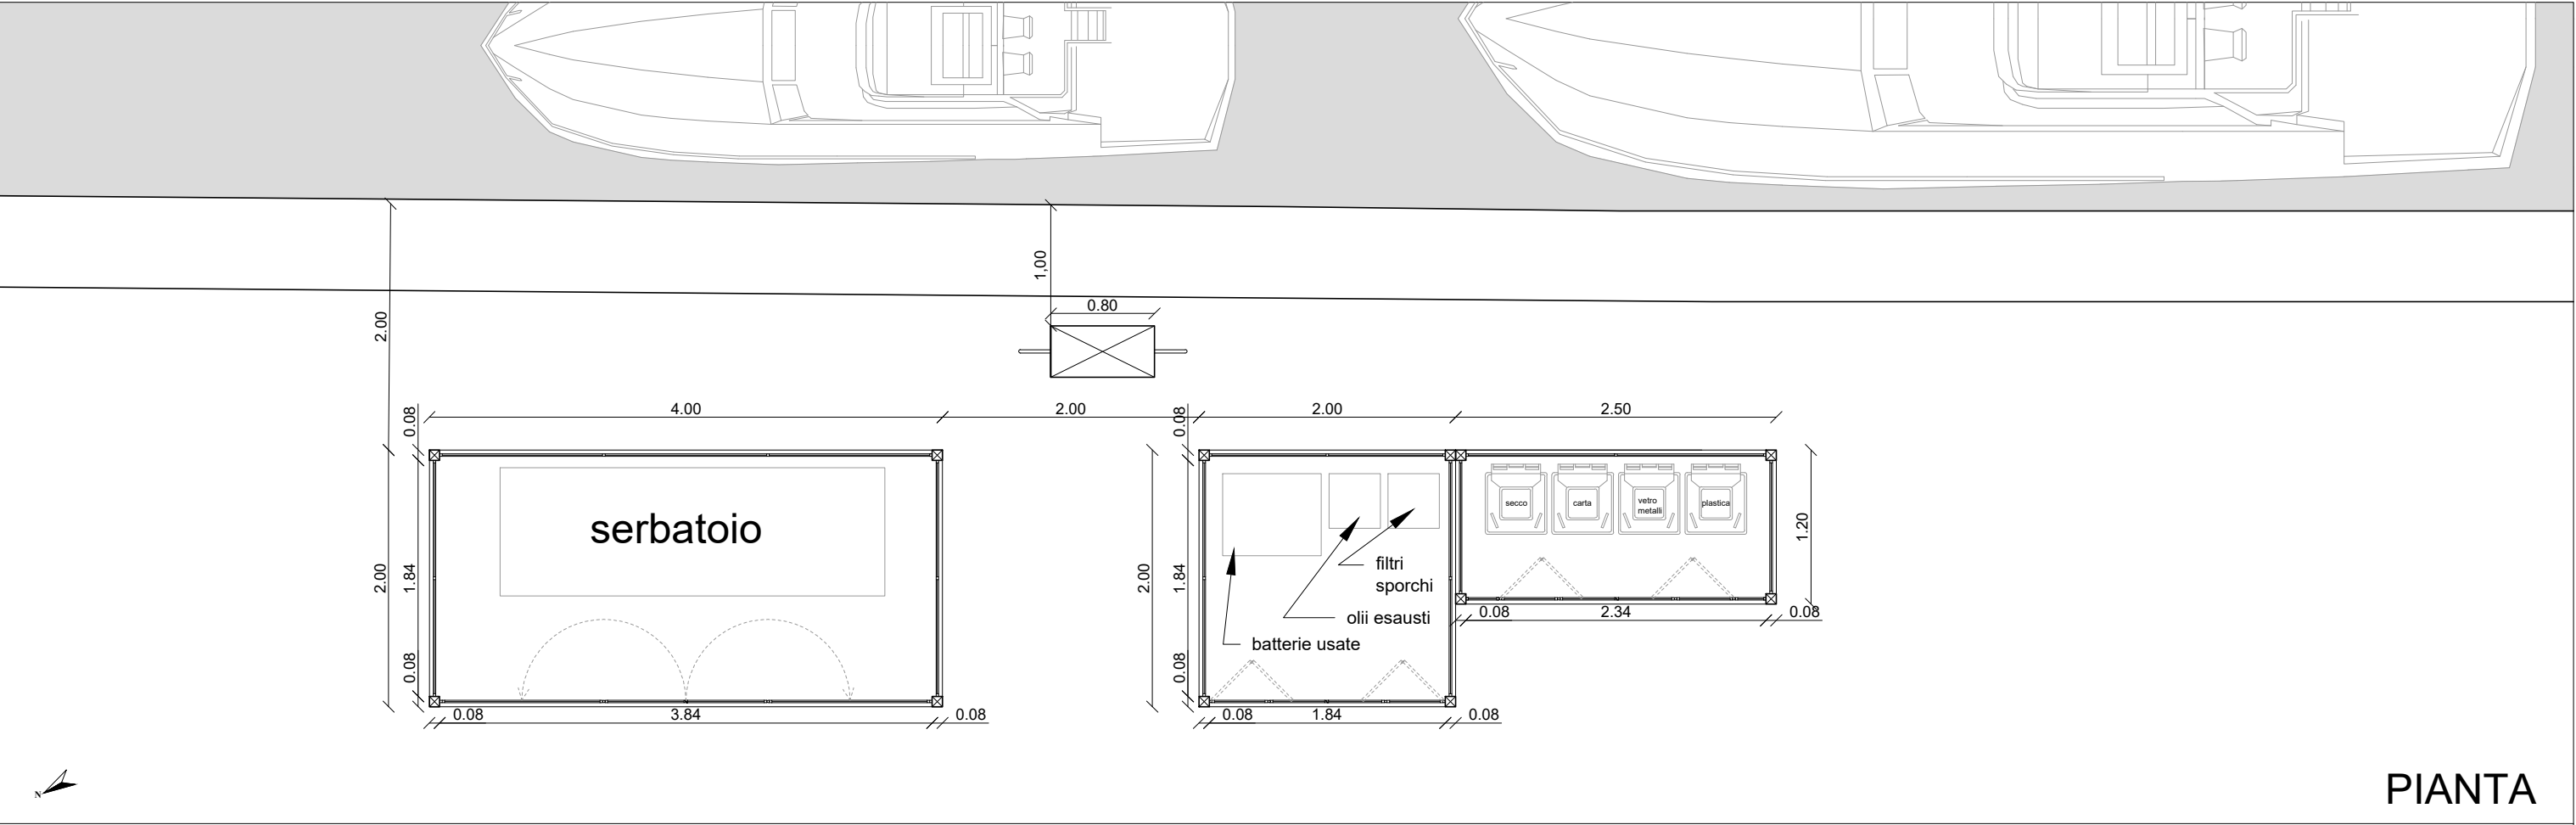 1,00
0.80
2.00
0.08
4.00
2.00
0.08
2.00
2.50
serbatoio
secco
carta
vetro
metalli
plastica
1.20
filtri
sporchi
olii esausti
batterie usate
2.00
1.84
0.08
2.00
1.84
0.08
0.08
2.34
0.08
0.08
3.84
0.08
0.08
1.84
0.08
N
PIANTA